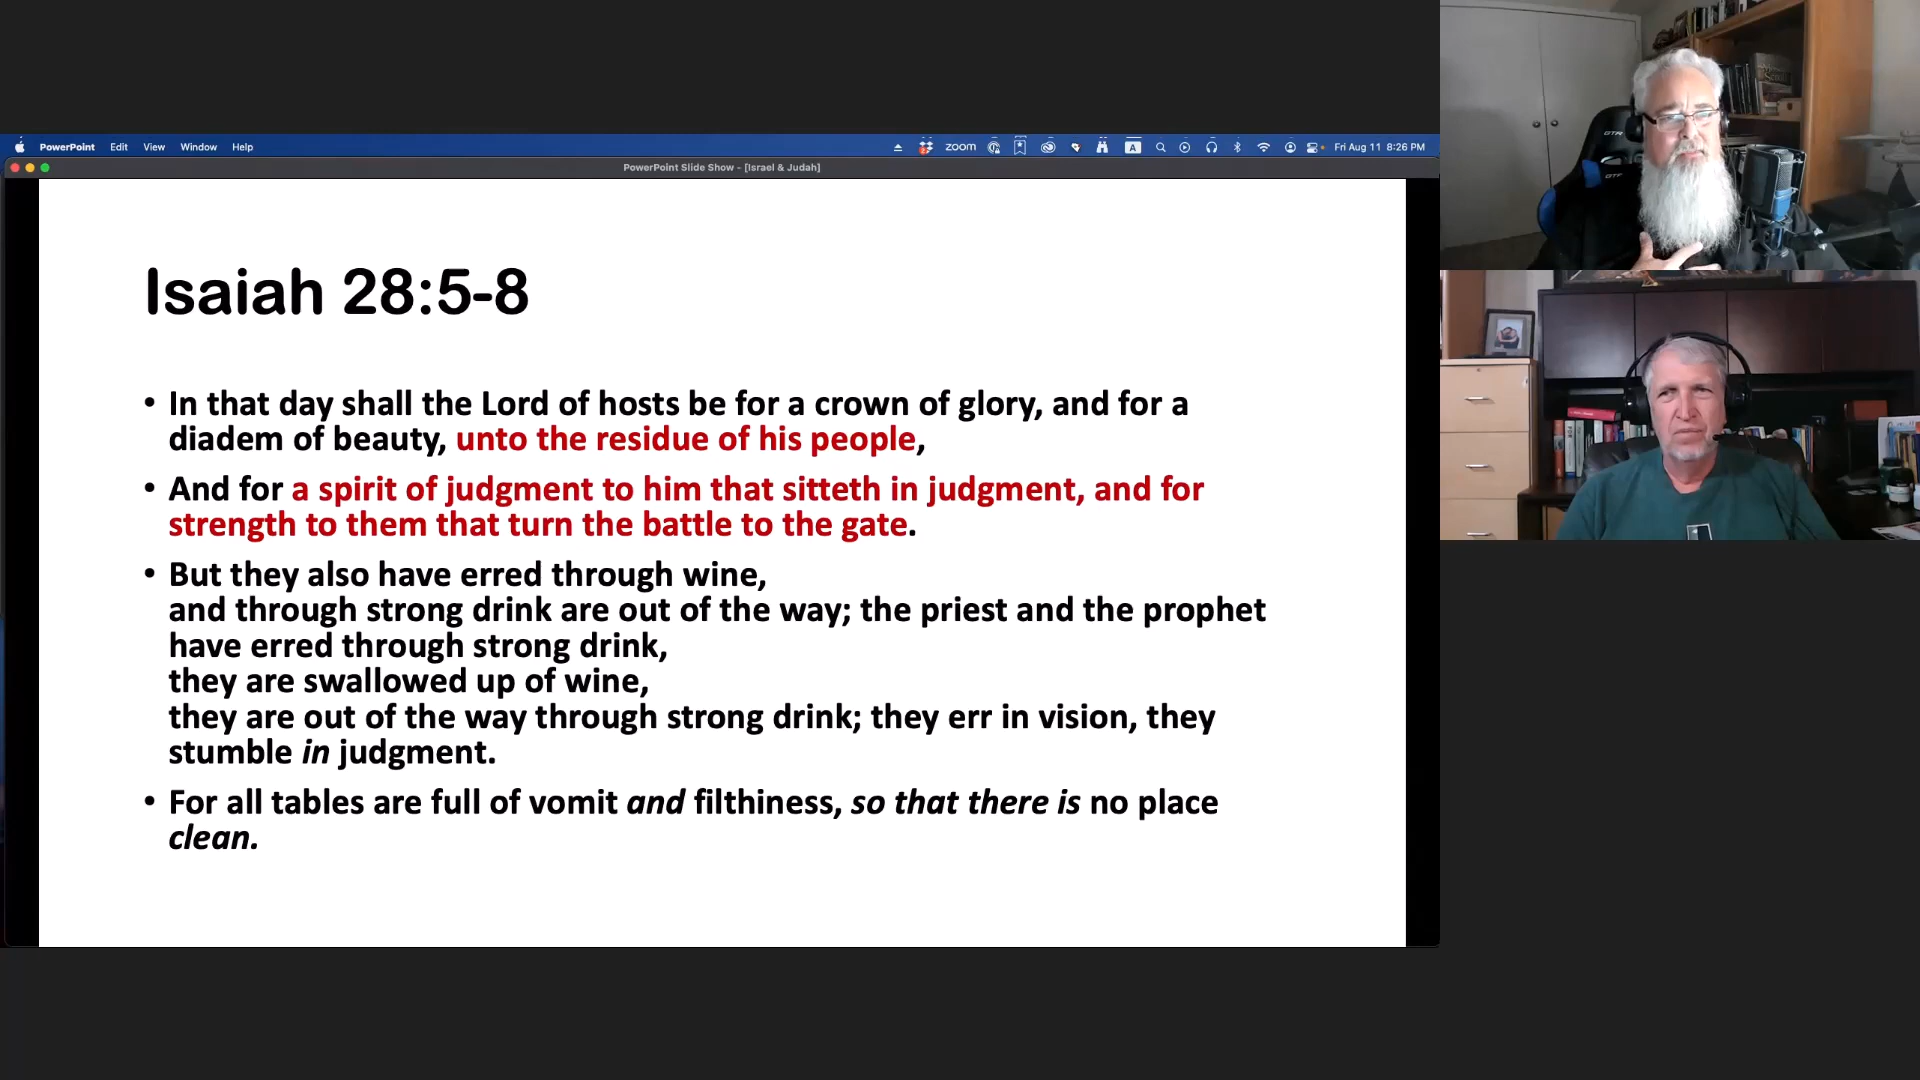 PowerPoint Edit View Window Help zoom A Fri Aug 11 8:26 PM
PowerPoint Slide Show - [Israel & Judah]
Isaiah 28:5-8
• In that day shall the Lord of hosts be for a crown of glory, and for a
diadem of beauty, unto the residue of his people,
• And for a spirit of judgment to him that sitteth in judgment, and for
strength to them that turn the battle to the gate.
• But they also have erred through wine,
and through strong drink are out of the way; the priest and the prophet
have erred through strong drink,
they are swallowed up of wine,
they are out of the way through strong drink; they err in vision, they
stumble in judgment.
• For all tables are full of vomit and filthiness, so that there is no place
clean.